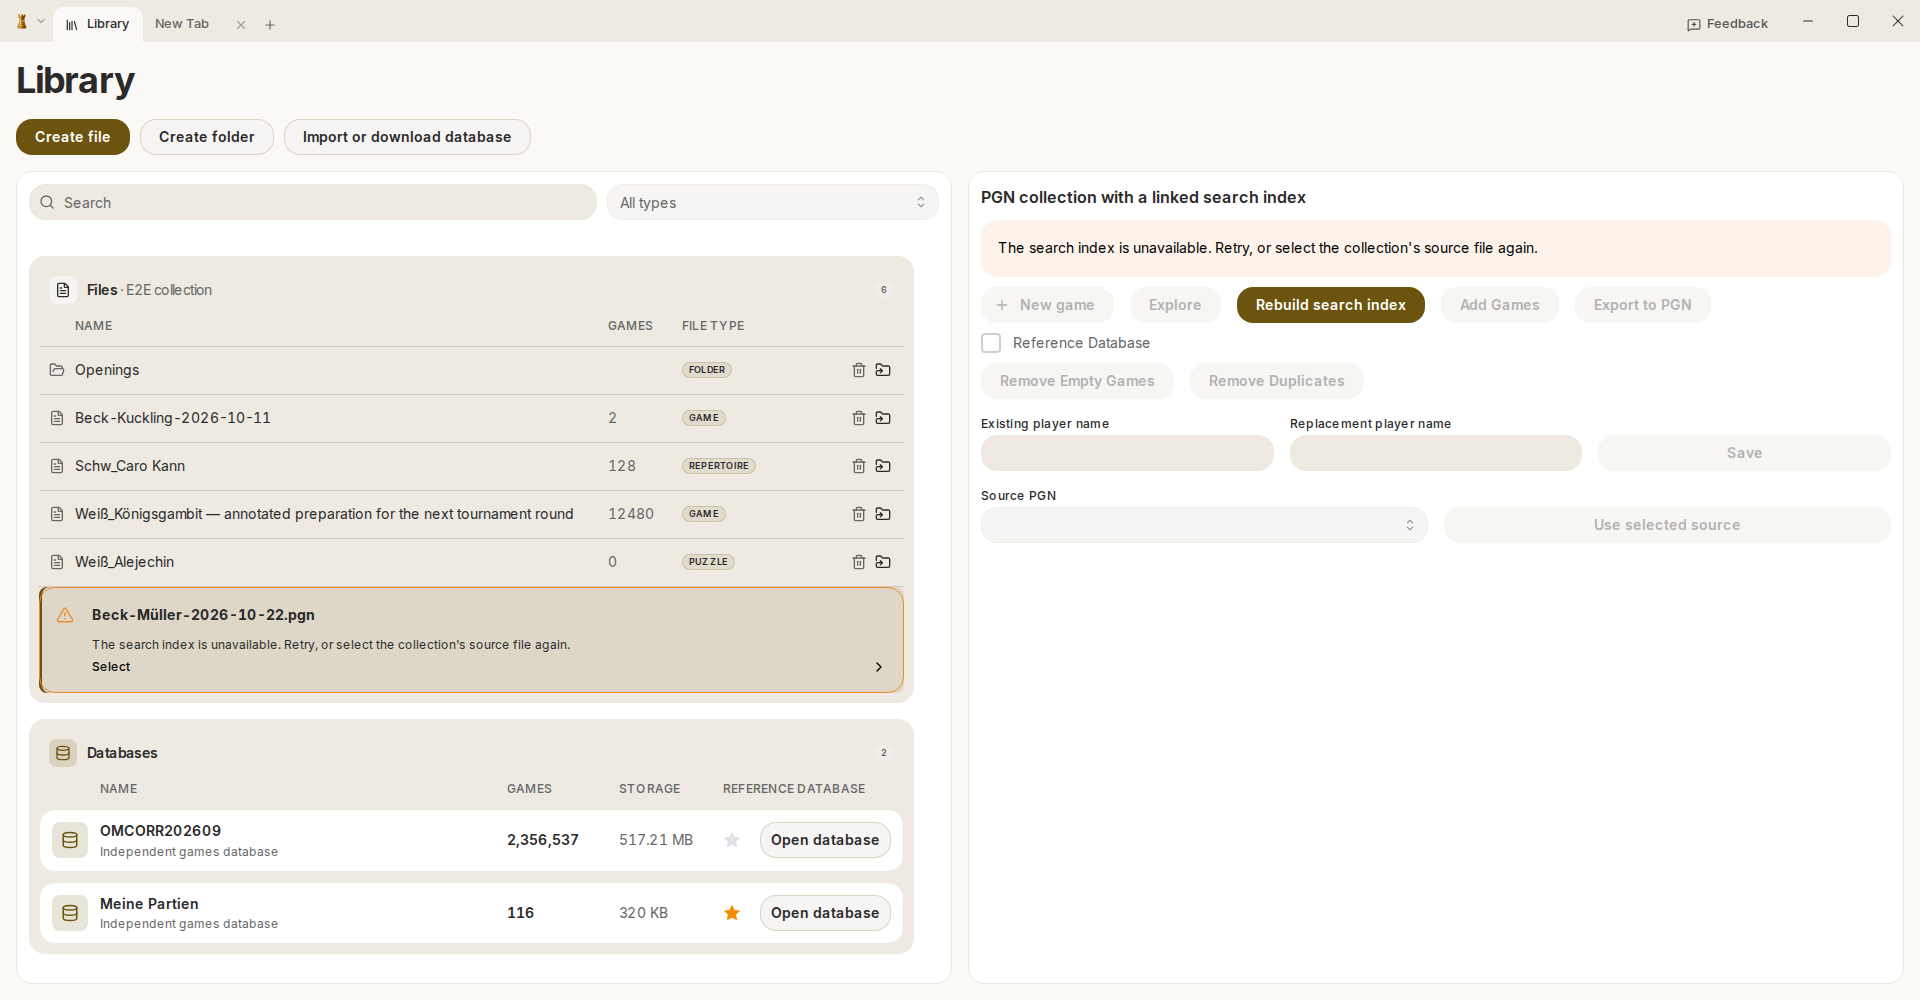 Library
New Tab
Feedback
Library
Create file
Create folder
Import or download database
Search
All types
Files · E2E collection
6
NAME
GAMES
FILE TYPE
Openings
FOLDER
Beck-Kuckling-2026-10-11
2
GAME
Schw_Caro Kann
128
REPERTOIRE
Weiß_Königsgambit — annotated preparation for the next tournament round
12480
GAME
Weiß_Alejechin
0
PUZZLE
Beck-Müller-2026-10-22.pgn
The search index is unavailable. Retry, or select the collection's source file again.
Select
Databases
2
NAME
GAMES
STORAGE
REFERENCE DATABASE
OMCORR202609
Independent games database
2,356,537
517.21 MB
Open database
Meine Partien
Independent games database
116
320 KB
Open database
PGN collection with a linked search index
The search index is unavailable. Retry, or select the collection's source file again.
New game
Explore
Rebuild search index
Add Games
Export to PGN
Reference Database
Remove Empty Games
Remove Duplicates
Existing player name
Replacement player name
Save
Source PGN
Use selected source